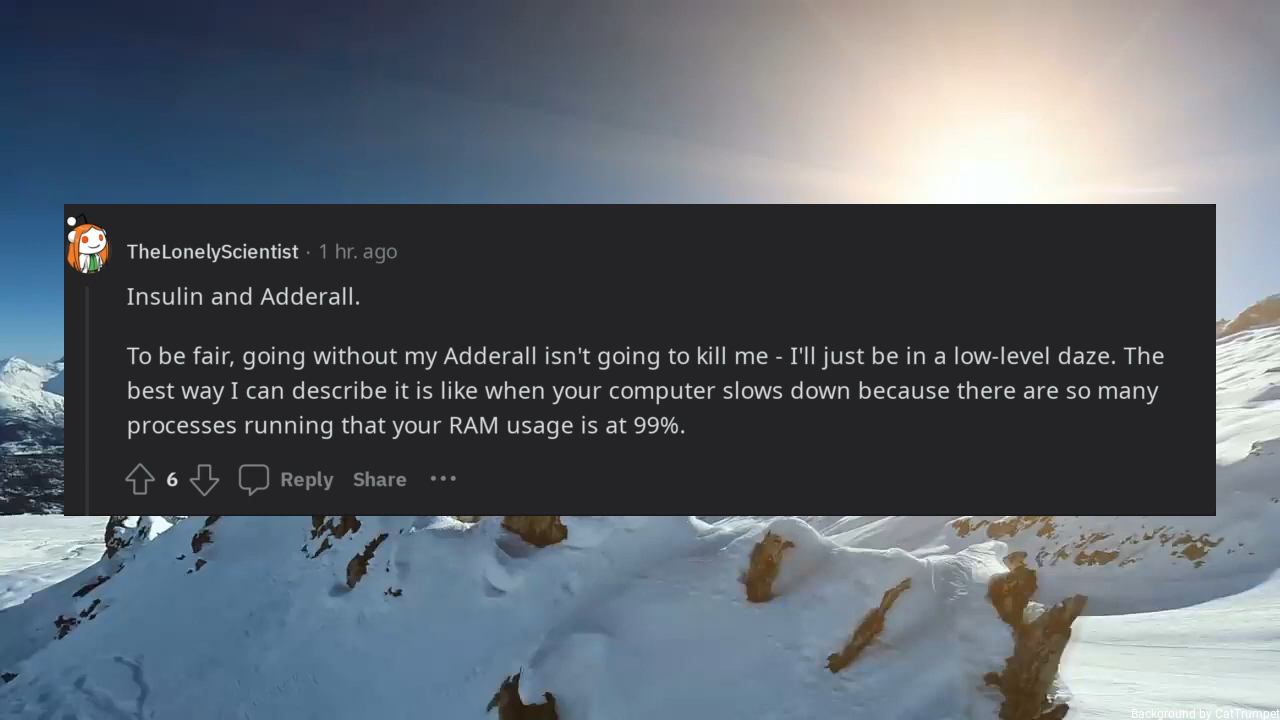 TheLonelyScientist · 1 hr. ago
Insulin and Adderall.
To be fair, going without my Adderall isn't going to kill me - I'll just be in a low-level daze. The
best way I can describe it is like when your computer slows down because there are so many
processes running that your RAM usage is at 99%.
6 Reply Share ···
Background by CatTrumpet